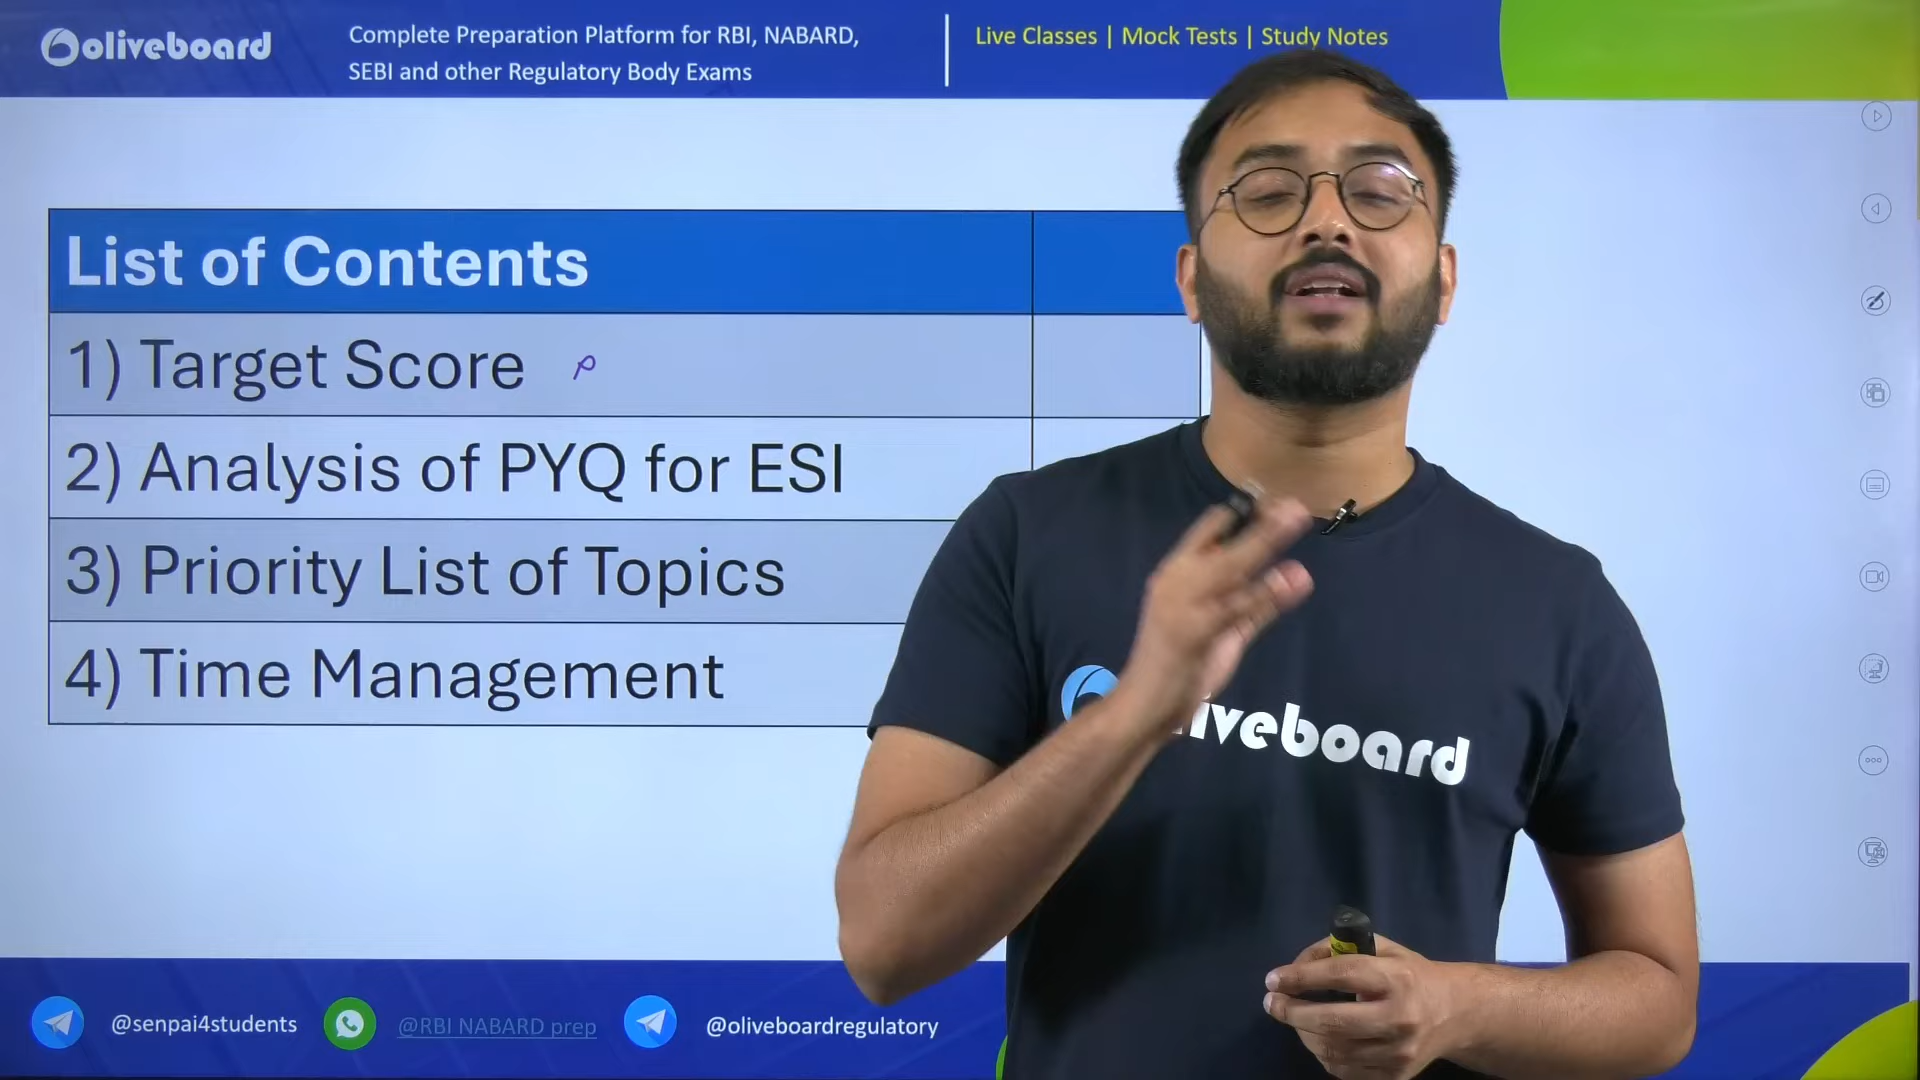 oliveboard
Complete Preparation Platform for RBI, NABARD,
SEBI and other Regulatory Body Exams
Live Classes | Mock Tests | Study Notes
List of Contents
1) Target Score
2) Analysis of PYQ for ESI
3) Priority List of Topics
4) Time Management
liveboard
@senpai4students
@RBI NABARD prep
@oliveboardregulatory